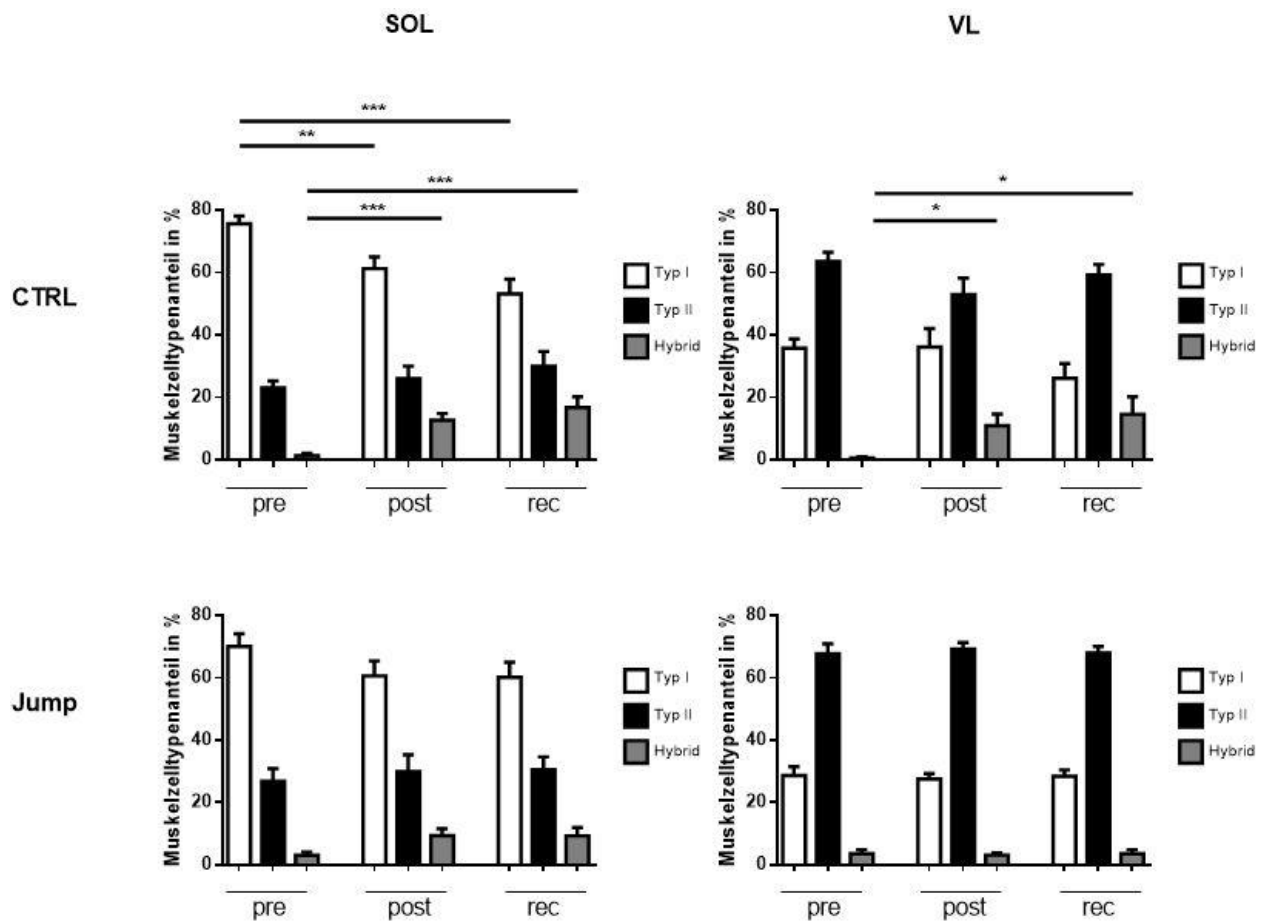 SOL
VL
CTRL
***
**
***
***
Muskelzelltypenanteil in %
80
60
40
20
0
pre
post
rec
Typ I
Typ II
Hybrid
*
*
Muskelzelltypenanteil in %
80
60
40
20
0
pre
post
rec
Typ I
Typ II
Hybrid
Jump
Muskelzelltypenanteil in %
80
60
40
20
0
pre
post
rec
Typ I
Typ II
Hybrid
Muskelzelltypenanteil in %
80
60
40
20
0
pre
post
rec
Typ I
Typ II
Hybrid